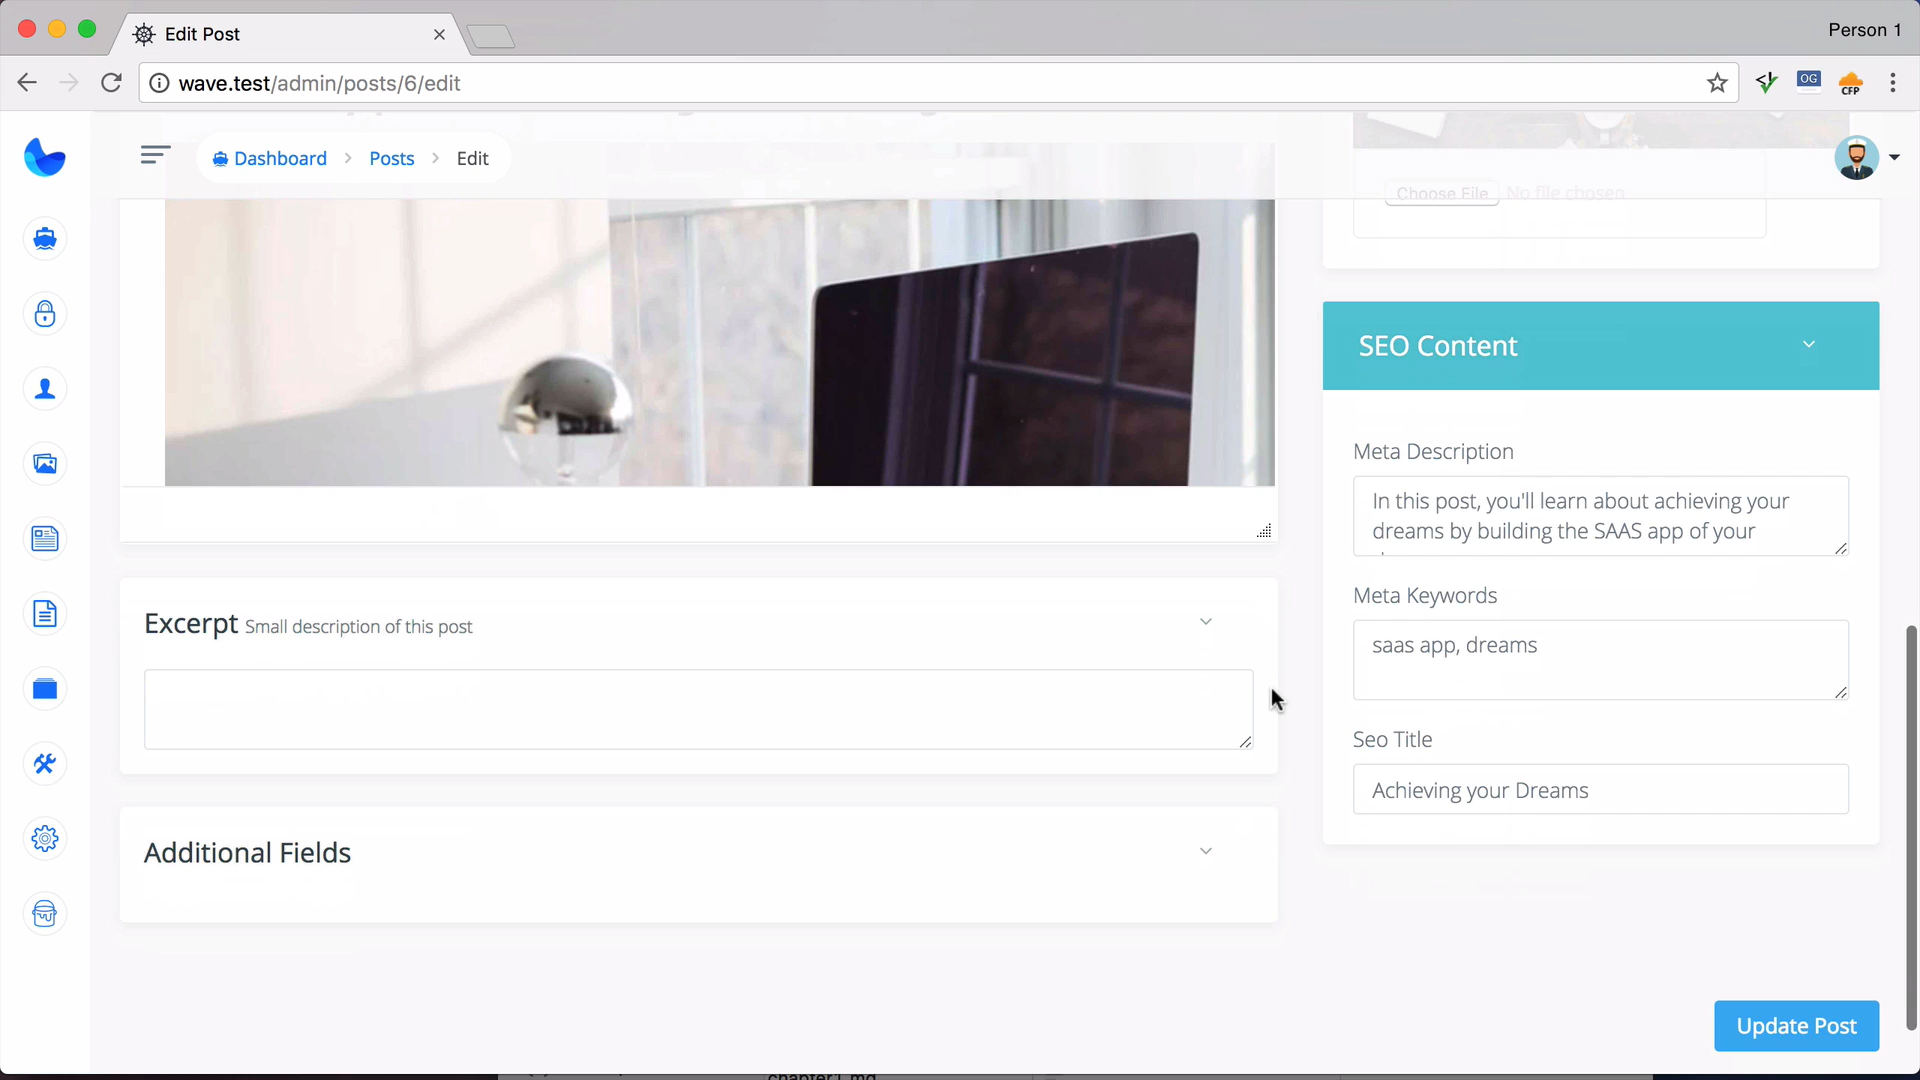 Edit Post
Person 1
wave.test/admin/posts/6/edit
OG
CFP
Dashboard > Posts > Edit
Choose File No file chosen
SEO Content
Meta Description
In this post, you'll learn about achieving your
dreams by building the SAAS app of your
Meta Keywords
saas app, dreams
Seo Title
Achieving your Dreams
Excerpt Small description of this post
Additional Fields
Update Post
chapter1.md